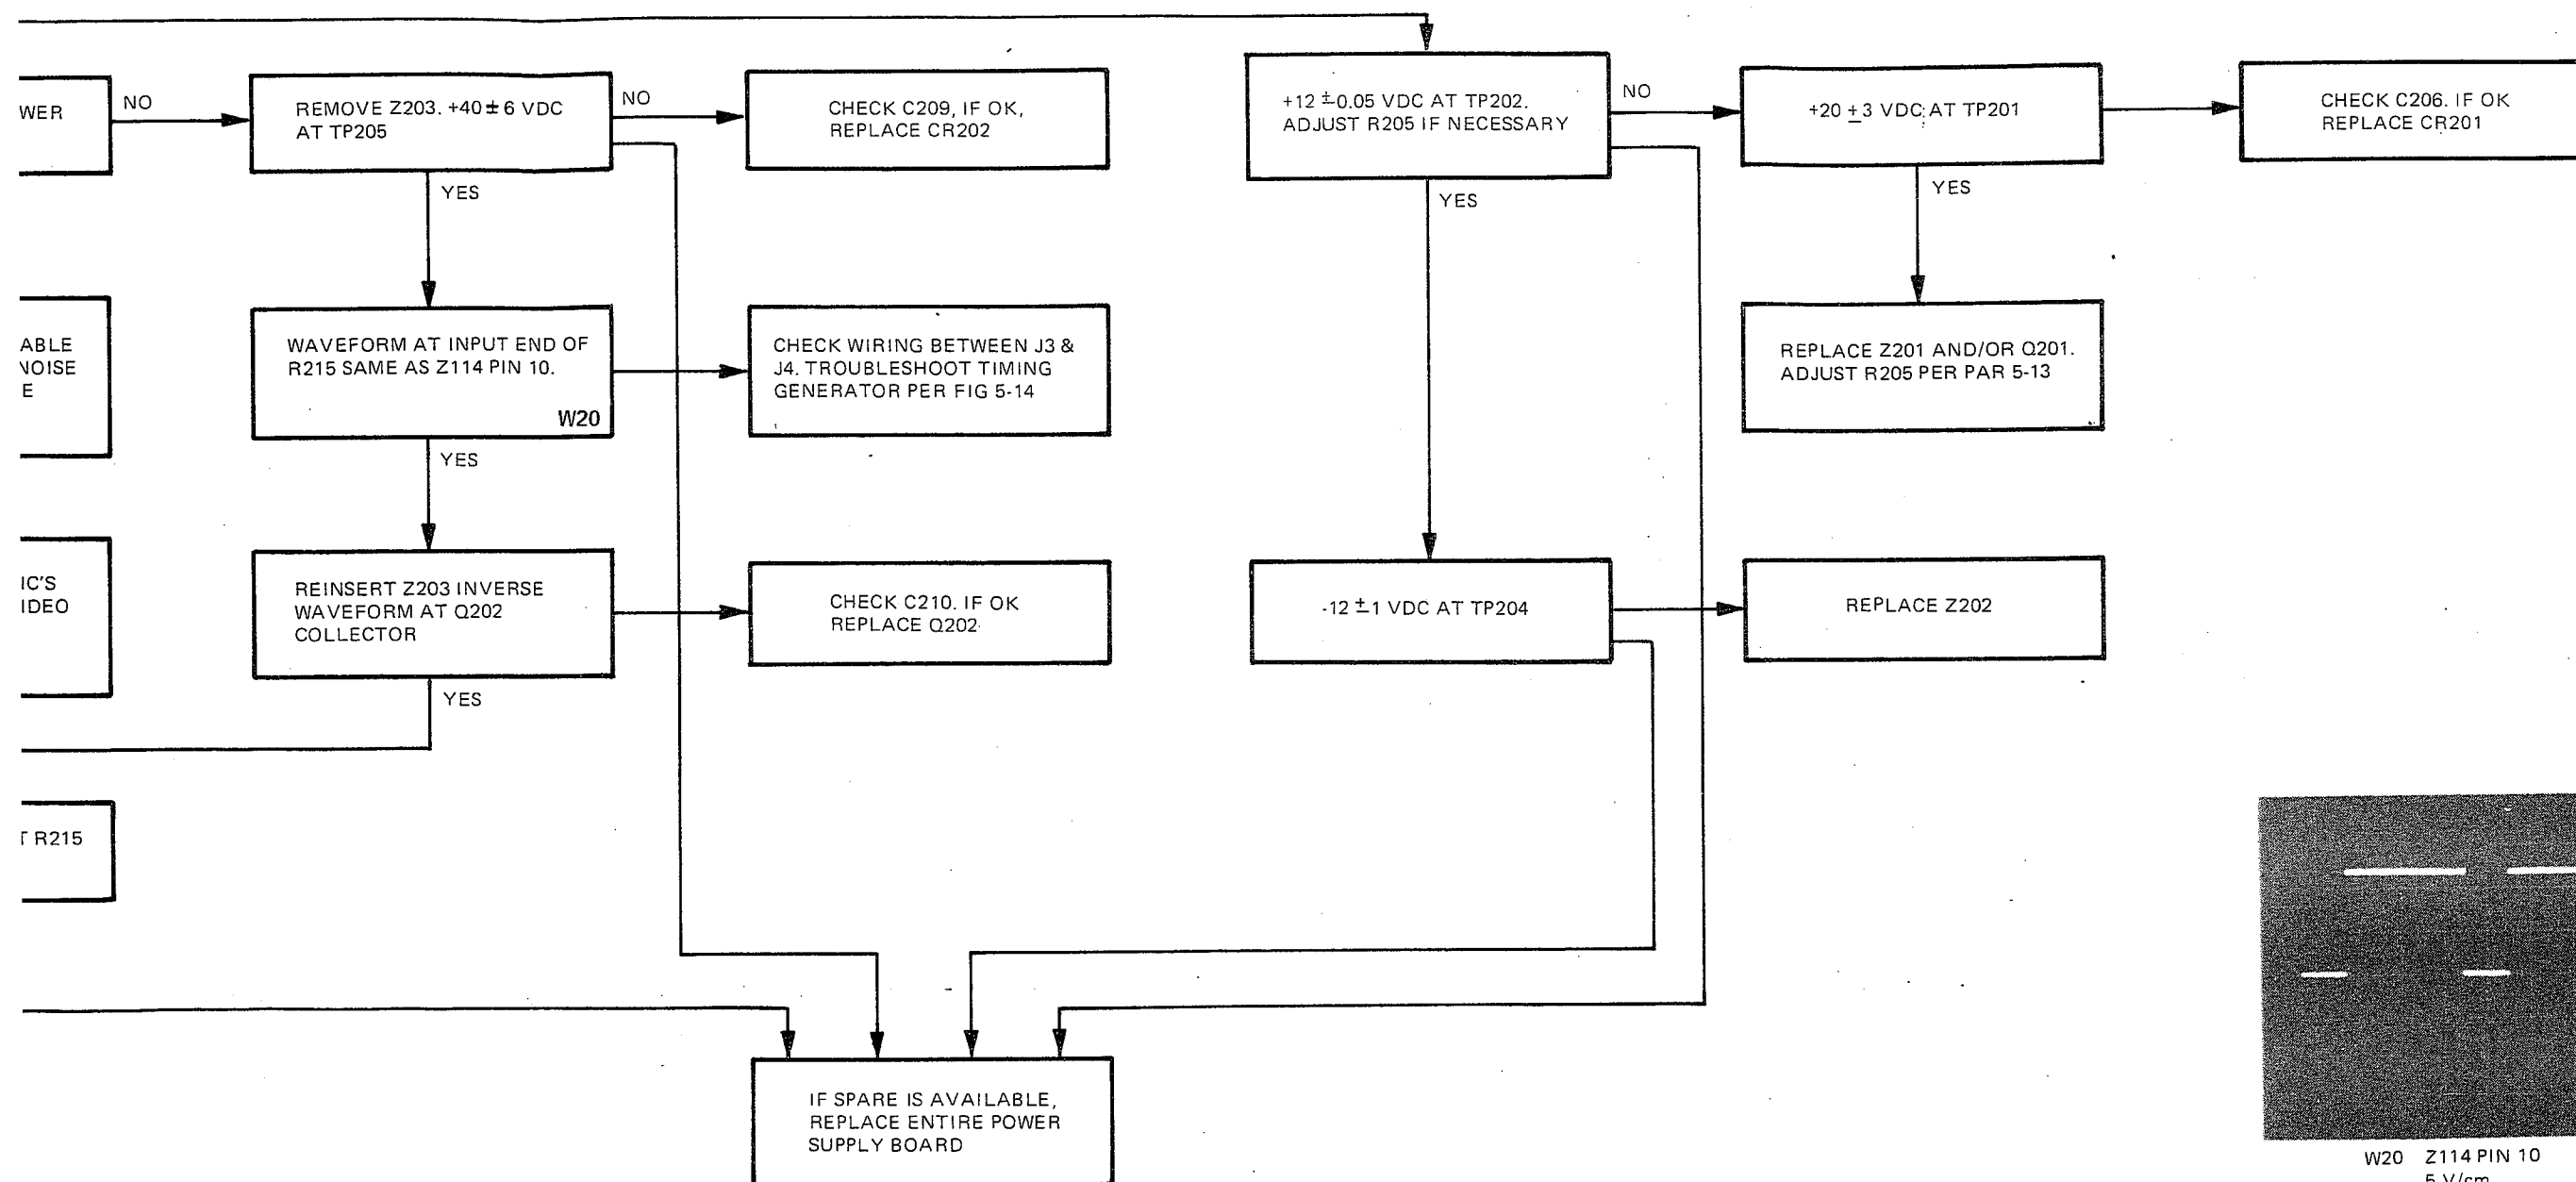 WER
NO
REMOVE Z203. +40 ± 6 VDC
AT TP205
NO
CHECK C209, IF OK,
REPLACE CR202
+12 ±0.05 VDC AT TP202.
ADJUST R205 IF NECESSARY
NO
+20 ±3 VDC AT TP201
CHECK C206. IF OK
REPLACE CR201
YES
YES
YES
ABLE
NOISE
E
WAVEFORM AT INPUT END OF
R215 SAME AS Z114 PIN 10.
W20
CHECK WIRING BETWEEN J3 &
J4. TROUBLESHOOT TIMING
GENERATOR PER FIG 5-14
REPLACE Z201 AND/OR Q201.
ADJUST R205 PER PAR 5-13
YES
IC'S
IDEO
REINSERT Z203 INVERSE
WAVEFORM AT Q202
COLLECTOR
CHECK C210. IF OK
REPLACE Q202
-12 ±1 VDC AT TP204
REPLACE Z202
YES
T R215
IF SPARE IS AVAILABLE,
REPLACE ENTIRE POWER
SUPPLY BOARD
W20 Z114 PIN 10
5 V/cm